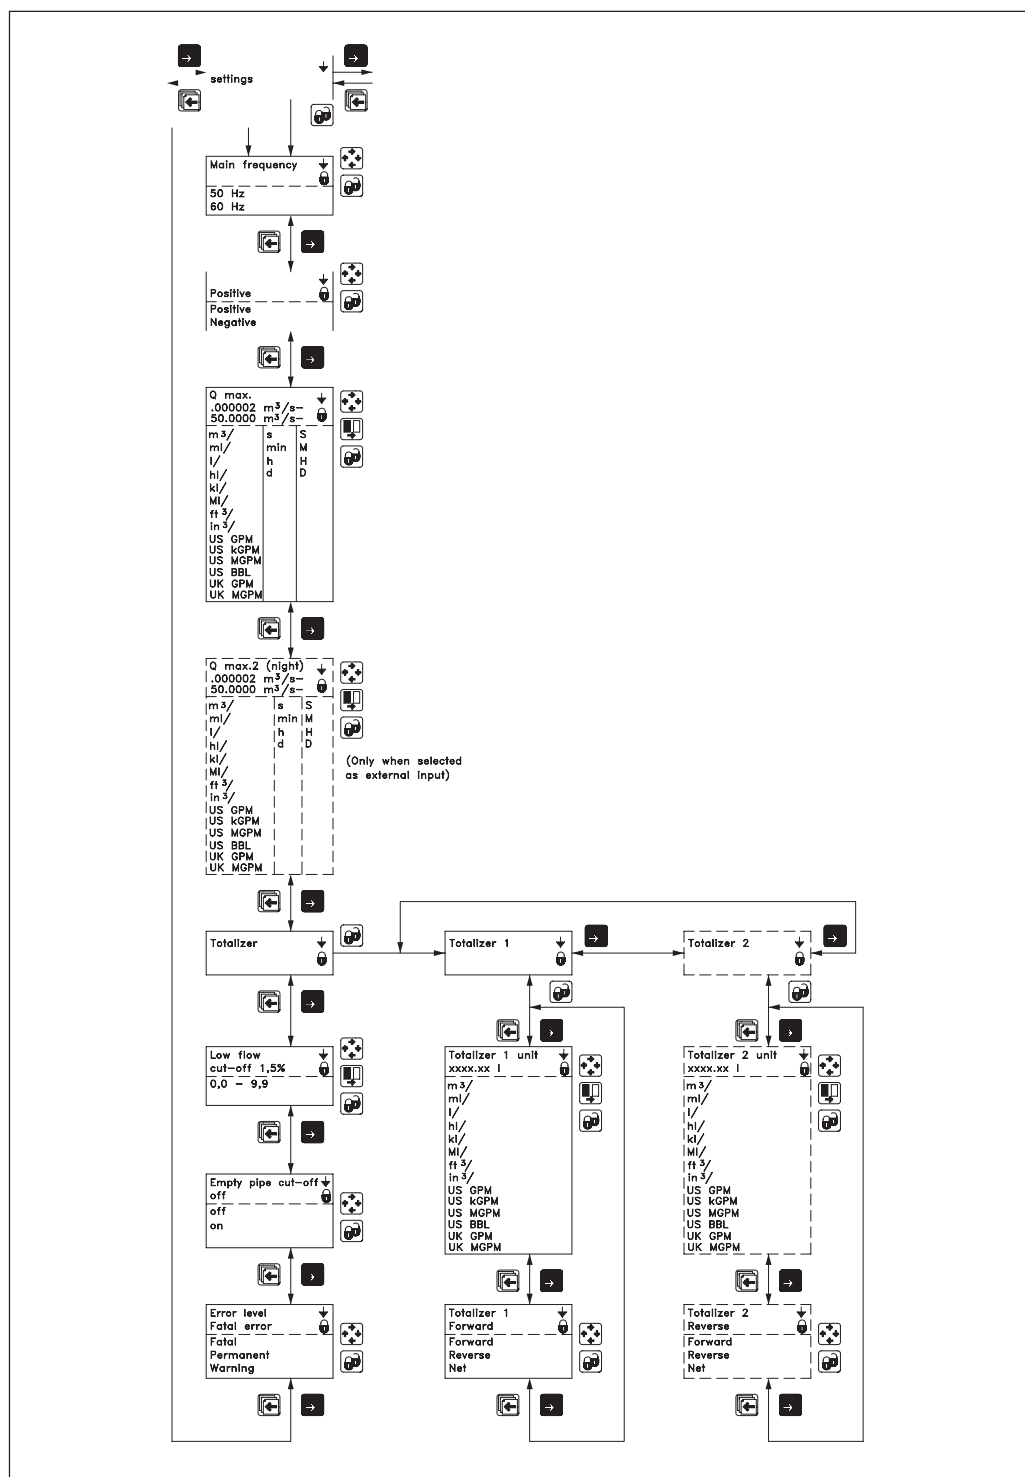 settings
Main frequency
50 Hz
60 Hz
Positive
Positive
Negative
Q max.
.000002 m³/s-
50.0000 m³/s-
m³/ s S
ml/ min M
l/ h H
hl/ d D
kl/
Ml/
ft³/
in³/
US GPM
US kGPM
US MGPM
US BBL
UK GPM
UK MGPM
Q max.2 (night)
.000002 m³/s-
50.0000 m³/s-
m³/ s S
ml/ min M
l/ h H
hl/ d D
kl/
Ml/
ft³/
in³/
US GPM
US kGPM
US MGPM
US BBL
UK GPM
UK MGPM
(Only when selected
as external input)
Totalizer
Totalizer 1
Totalizer 2
Low flow
cut-off 1,5%
0,0 - 9,9
Totalizer 1 unit
xxxx.xx l
m³/
ml/
l/
hl/
kl/
Ml/
ft³/
in³/
US GPM
US kGPM
US MGPM
US BBL
UK GPM
UK MGPM
Totalizer 2 unit
xxxx.xx l
m³/
ml/
l/
hl/
kl/
Ml/
ft³/
in³/
US GPM
US kGPM
US MGPM
US BBL
UK GPM
UK MGPM
Empty pipe cut-off
off
off
on
Error level
Fatal error
Fatal
Permanent
Warning
Totalizer 1
Forward
Forward
Reverse
Net
Totalizer 2
Reverse
Forward
Reverse
Net